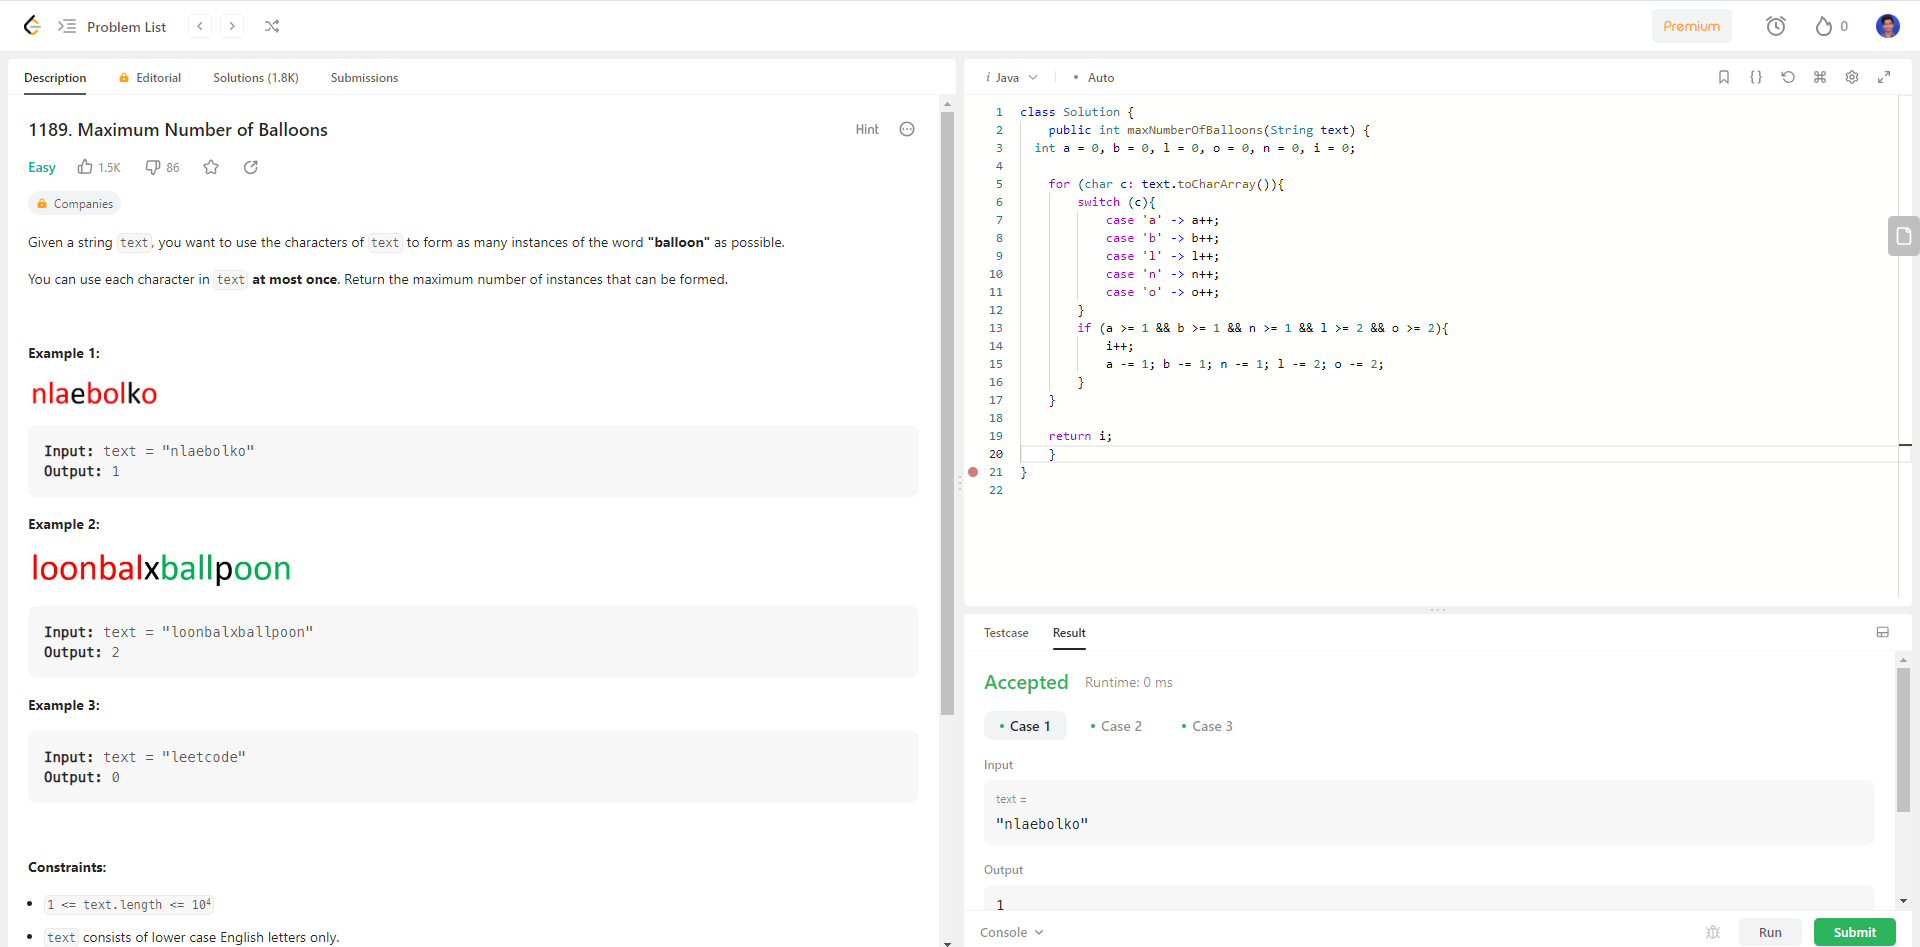 Problem List
Premium
0
Description
Editorial
Solutions (1.8K)
Submissions
1189. Maximum Number of Balloons
Hint
Easy
1.5K
86
Companies
Given a string text, you want to use the characters of text to form as many instances of the word "balloon" as possible.
You can use each character in text at most once. Return the maximum number of instances that can be formed.
Example 1:
nlaebolko
Input: text = "nlaebolko"
Output: 1
Example 2:
loonbalxballpoon
Input: text = "loonbalxballpoon"
Output: 2
Example 3:
Input: text = "leetcode"
Output: 0
Constraints:
1 <= text.length <= 10⁴
text consists of lower case English letters only.
i Java
Auto
1 class Solution {
2 public int maxNumberOfBalloons(String text) {
3 int a = 0, b = 0, l = 0, o = 0, n = 0, i = 0;
4
5 for (char c: text.toCharArray()){
6 switch (c){
7 case 'a' -> a++;
8 case 'b' -> b++;
9 case 'l' -> l++;
10 case 'n' -> n++;
11 case 'o' -> o++;
12 }
13 if (a >= 1 && b >= 1 && n >= 1 && l >= 2 && o >= 2){
14 i++;
15 a -= 1; b -= 1; n -= 1; l -= 2; o -= 2;
16 }
17 }
18
19 return i;
20 }
21 }
22
Testcase
Result
Accepted
Runtime: 0 ms
Case 1
Case 2
Case 3
Input
text =
"nlaebolko"
Output
1
Console
Run
Submit